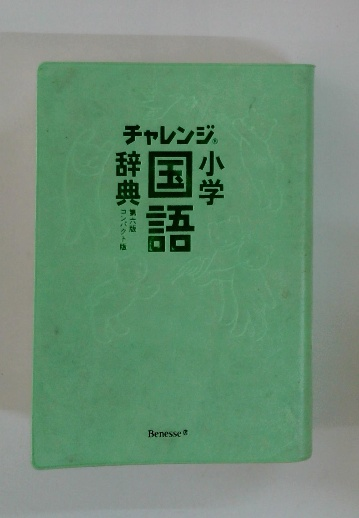 チャレンジ®
小学
国語
辞典
第六版
コンパクト版
Benesse®